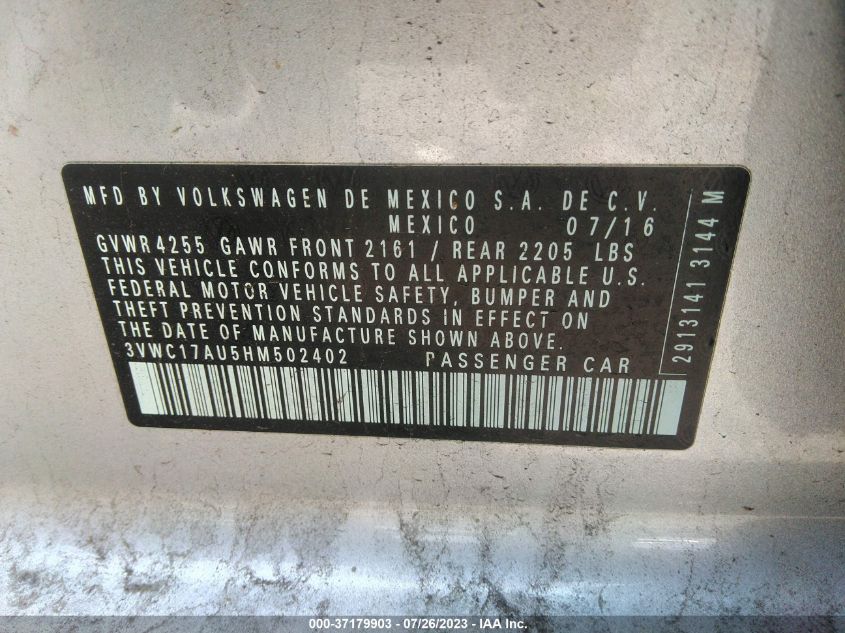 MFD BY VOLKSWAGEN DE MEXICO S.A. DE C.V.
MEXICO 07/16
GVWR 4255 GAWR FRONT 2161 / REAR 2205 LBS
THIS VEHICLE CONFORMS TO ALL APPLICABLE U.S.
FEDERAL MOTOR VEHICLE SAFETY, BUMPER AND
THEFT PREVENTION STANDARDS IN EFFECT ON
THE DATE OF MANUFACTURE SHOWN ABOVE.
3VWC17AU5HM502402 PASSENGER CAR
2913141 3144 M
000-37179903 - 07/26/2023 - IAA Inc.